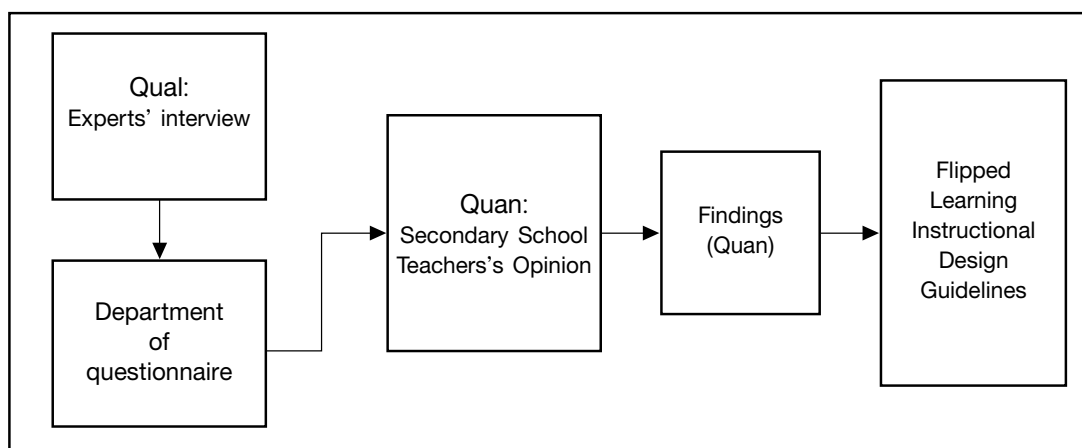 Qual:
Experts’ interview
Department
of
questionnaire
Quan:
Secondary School
Teachers’s Opinion
Findings
(Quan)
Flipped
Learning
Instructional
Design
Guidelines